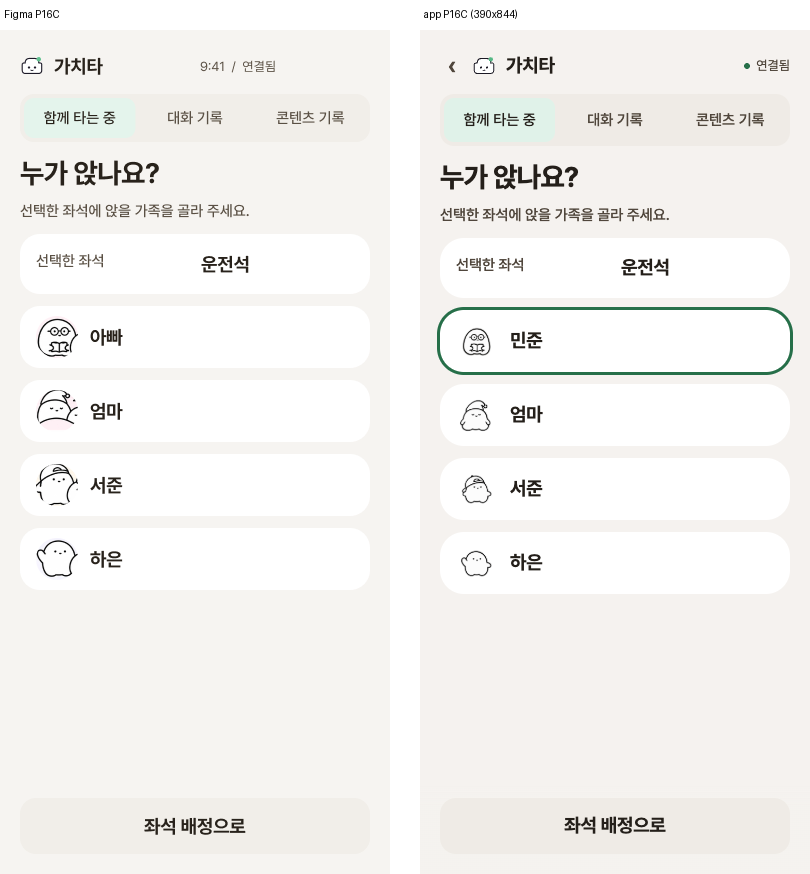 Figma P16C
가치타
9:41 / 연결됨
함께 타는 중
대화 기록
콘텐츠 기록
누가 앉나요?
선택한 좌석에 앉을 가족을 골라 주세요.
선택한 좌석
운전석
아빠
엄마
서준
하은
좌석 배정으로
app P16C (390x844)
‹ 가치타
연결됨
함께 타는 중
대화 기록
콘텐츠 기록
누가 앉나요?
선택한 좌석에 앉을 가족을 골라 주세요.
선택한 좌석
운전석
민준
엄마
서준
하은
좌석 배정으로